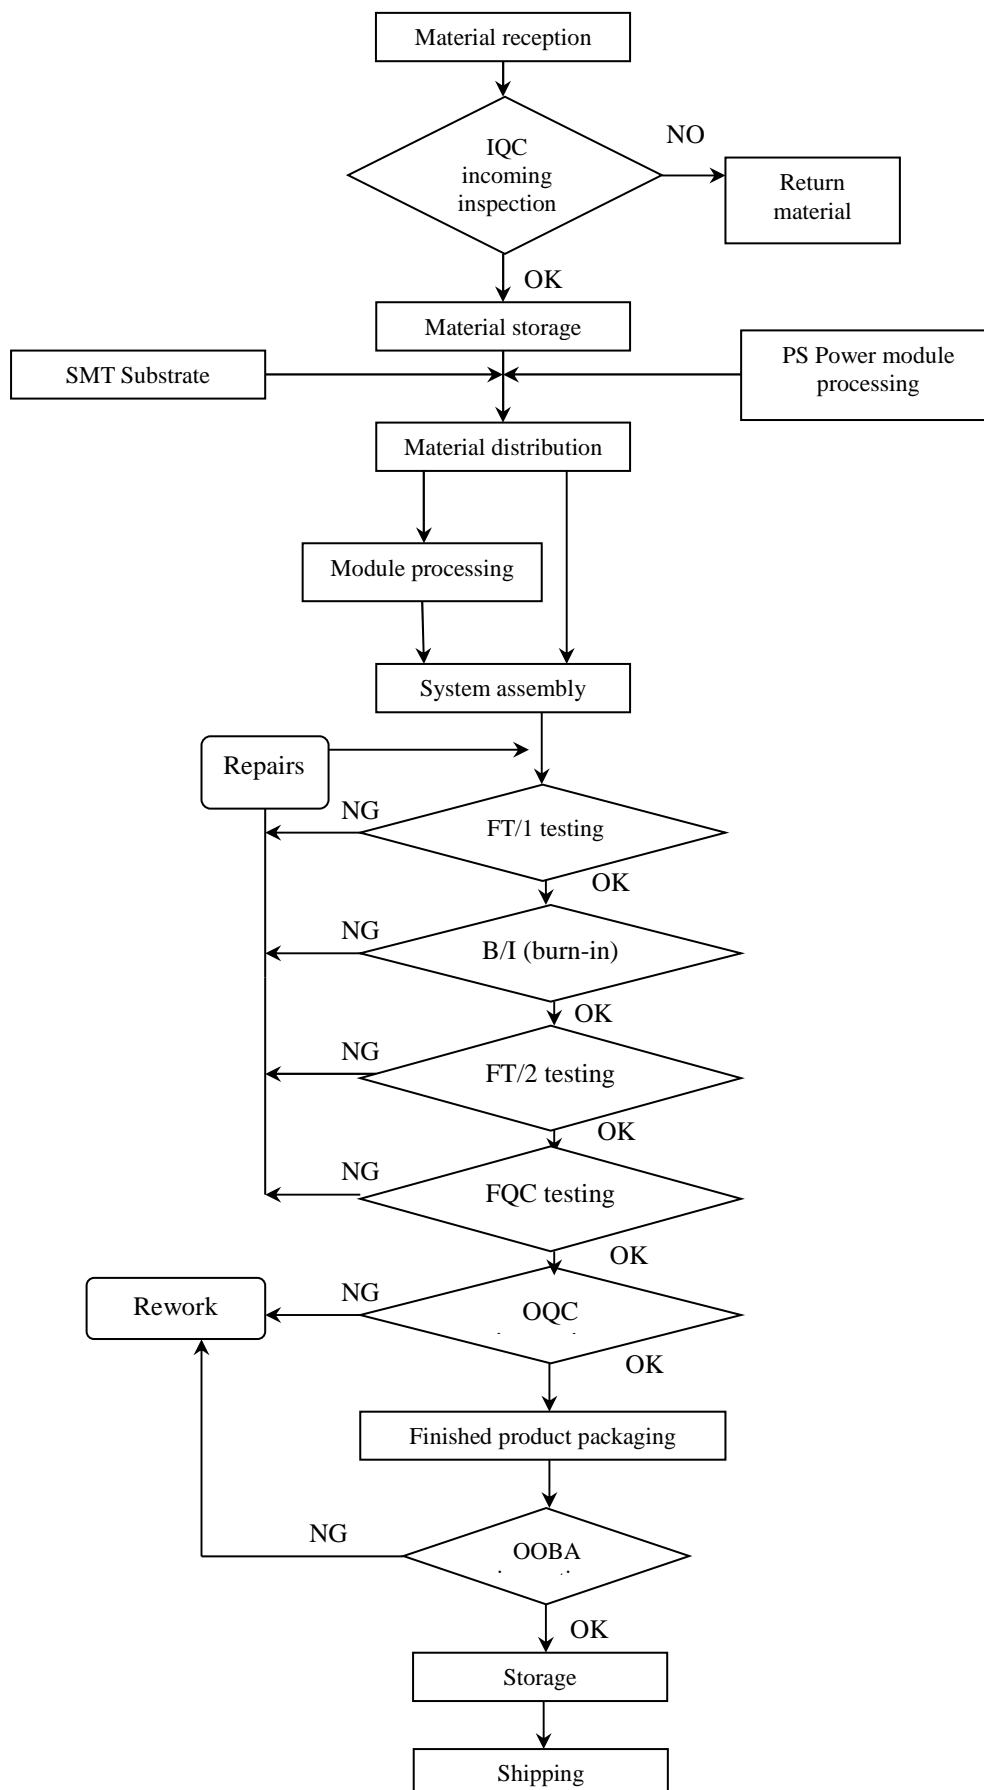 Material reception
IQC
incoming
inspection
NO
Return
material
OK
Material storage
SMT Substrate
PS Power module
processing
Material distribution
Module processing
System assembly
Repairs
NG
FT/1 testing
OK
NG
B/I (burn-in)
OK
NG
FT/2 testing
OK
NG
FQC testing
OK
Rework
NG
OQC
OK
Finished product packaging
NG
OOBA
OK
Storage
Shipping